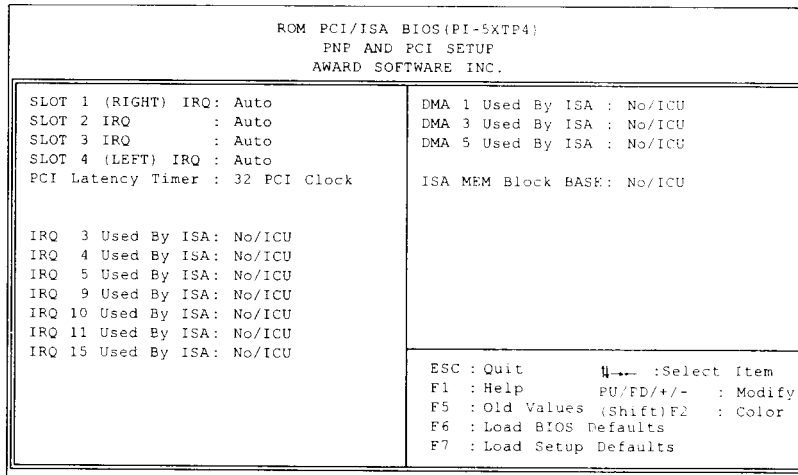 ROM PCI/ISA BIOS(PI-5XTP4)
PNP AND PCI SETUP
AWARD SOFTWARE INC.
SLOT 1 (RIGHT) IRQ: Auto
SLOT 2 IRQ : Auto
SLOT 3 IRQ : Auto
SLOT 4 (LEFT) IRQ : Auto
PCI Latency Timer : 32 PCI Clock
IRQ 3 Used By ISA: No/ICU
IRQ 4 Used By ISA: No/ICU
IRQ 5 Used By ISA: No/ICU
IRQ 9 Used By ISA: No/ICU
IRQ 10 Used By ISA: No/ICU
IRQ 11 Used By ISA: No/ICU
IRQ 15 Used By ISA: No/ICU
DMA 1 Used By ISA : No/ICU
DMA 3 Used By ISA : No/ICU
DMA 5 Used By ISA : No/ICU
ISA MEM Block BASE: No/ICU
ESC : Quit ↑↓→← :Select Item
F1 : Help PU/PD/+/- : Modify
F5 : Old Values (Shift)F2 : Color
F6 : Load BIOS Defaults
F7 : Load Setup Defaults